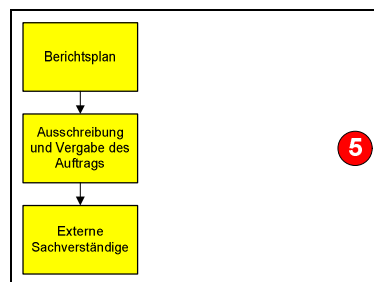 Berichtsplan
Ausschreibung
und Vergabe des
Auftrags
5
Externe
Sachverständige